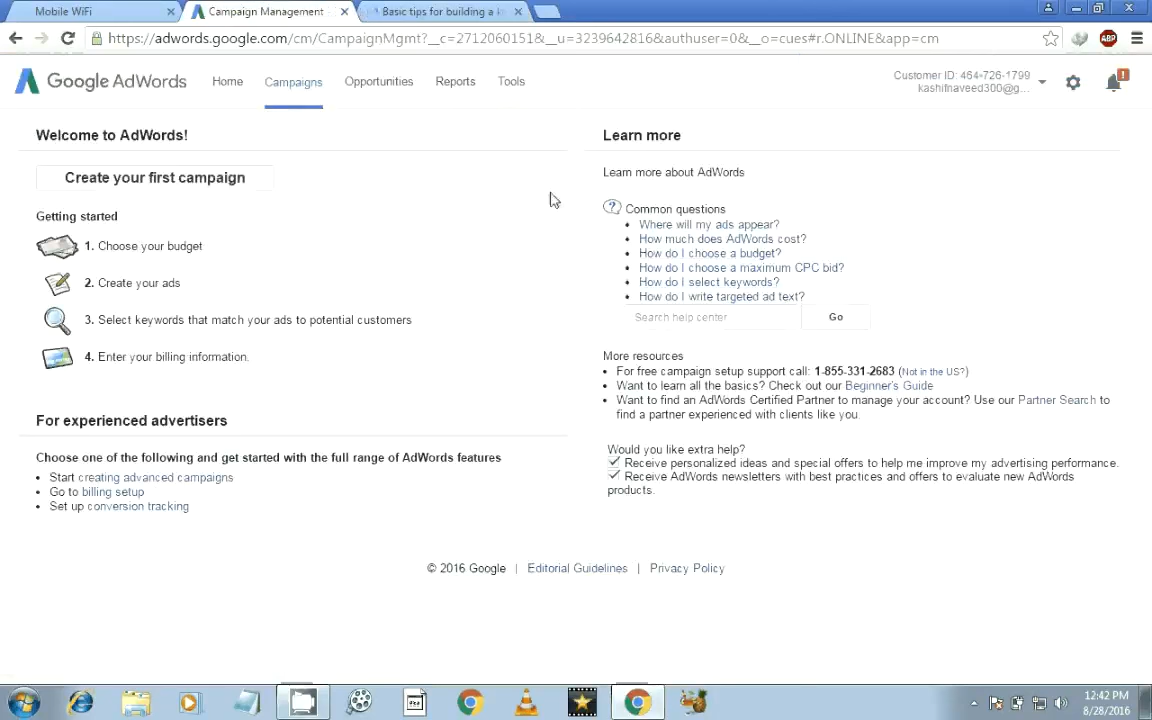 Mobile WiFi
Campaign Management
Basic tips for building a k
https://adwords.google.com/cm/CampaignMgmt?__c=2712060151&__u=3239642816&authuser=0&__o=cues#r.ONLINE&app=cm
ABP
Google AdWords
Home
Campaigns
Opportunities
Reports
Tools
Customer ID: 464-726-1799
kashifnaveed300@g...
Welcome to AdWords!
Create your first campaign
Getting started
1. Choose your budget
2. Create your ads
3. Select keywords that match your ads to potential customers
4. Enter your billing information.
For experienced advertisers
Choose one of the following and get started with the full range of AdWords features
Start creating advanced campaigns
Go to billing setup
Set up conversion tracking
Learn more
Learn more about AdWords
Common questions
Where will my ads appear?
How much does AdWords cost?
How do I choose a budget?
How do I choose a maximum CPC bid?
How do I select keywords?
How do I write targeted ad text?
Search help center
Go
More resources
For free campaign setup support call: 1-855-331-2683 (Not in the US?)
Want to learn all the basics? Check out our Beginner's Guide
Want to find an AdWords Certified Partner to manage your account? Use our Partner Search to
find a partner experienced with clients like you.
Would you like extra help?
Receive personalized ideas and special offers to help me improve my advertising performance.
Receive AdWords newsletters with best practices and offers to evaluate new AdWords
products.
© 2016 Google | Editorial Guidelines | Privacy Policy
12:42 PM
8/28/2016